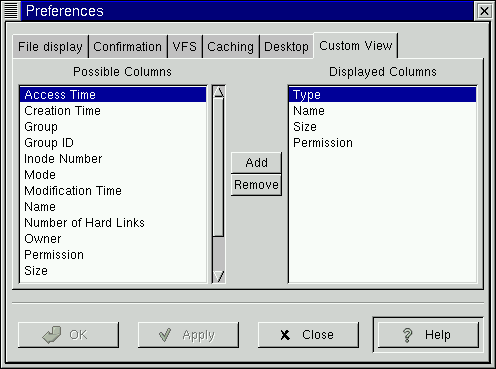 Preferences
File display Confirmation VFS Caching Desktop Custom View
Possible Columns
Access Time
Creation Time
Group
Group ID
Inode Number
Mode
Modification Time
Name
Number of Hard Links
Owner
Permission
Size
Add
Remove
Displayed Columns
Type
Name
Size
Permission
OK Apply Close Help